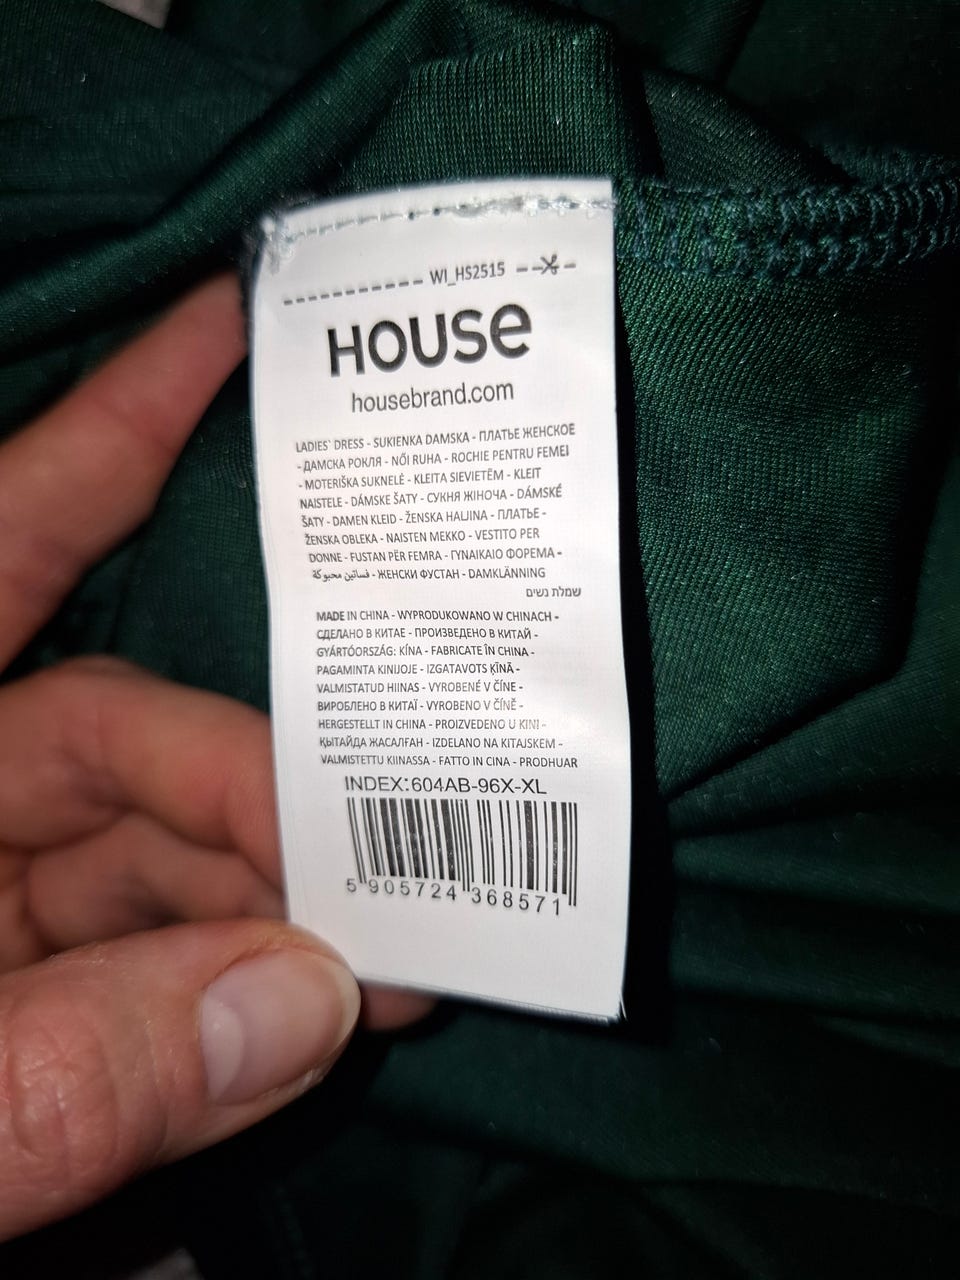 ----------- WI_HS2515 -----
HOUSE
housebrand.com
LADIES' DRESS - SUKIENKA DAMSKA - ПЛАТЬЕ ЖЕНСКОЕ
- ДАМСКА РОКЛЯ - NŐI RUHA - ROCHIE PENTRU FEMEI
- MOTERIŠKA SUKNELĖ - KLEITA SIEVIETĒM - KLEIT
NAISTELE - DÁMSKE ŠATY - СУКНЯ ЖІНОЧА - DÁMSKÉ
ŠATY - DAMEN KLEID - ŽENSKA HALJINA - ПЛАТЬЕ -
ŽENSKA OBLEKA - NAISTEN MEKKO - VESTITO PER
DONNE - FUSTAN PËR FEMRA - ΓΥΝΑΙΚΑΙΟ ΦΟΡΕΜΑ -
فساتين محبوكة - ЖЕНСКИ ФУСТАН - DAMKLÄNNING
שמלת נשים
MADE IN CHINA - WYPRODUKOWANO W CHINACH -
СДЕЛАНО В КИТАЕ - ПРОИЗВЕДЕНО В КИТАЙ -
GYÁRTÓORSZÁG: KÍNA - FABRICATE ÎN CHINA -
PAGAMINTA KINIJOJE - IZGATAVOTS ĶĪNĀ -
VALMISTATUD HIINAS - VYROBENÉ V ČÍNE -
ВИРОБЛЕНО В КИТАЇ - VYROBENO V ČÍNĚ -
HERGESTELLT IN CHINA - PROIZVEDENO U KINI -
ҚЫТАЙДА ЖАСАЛҒАН - IZDELANO NA KITAJSKEM -
VALMISTETTU KIINASSA - FATTO IN CINA - PRODHUAR
INDEX:604AB-96X-XL
5 905724 368571